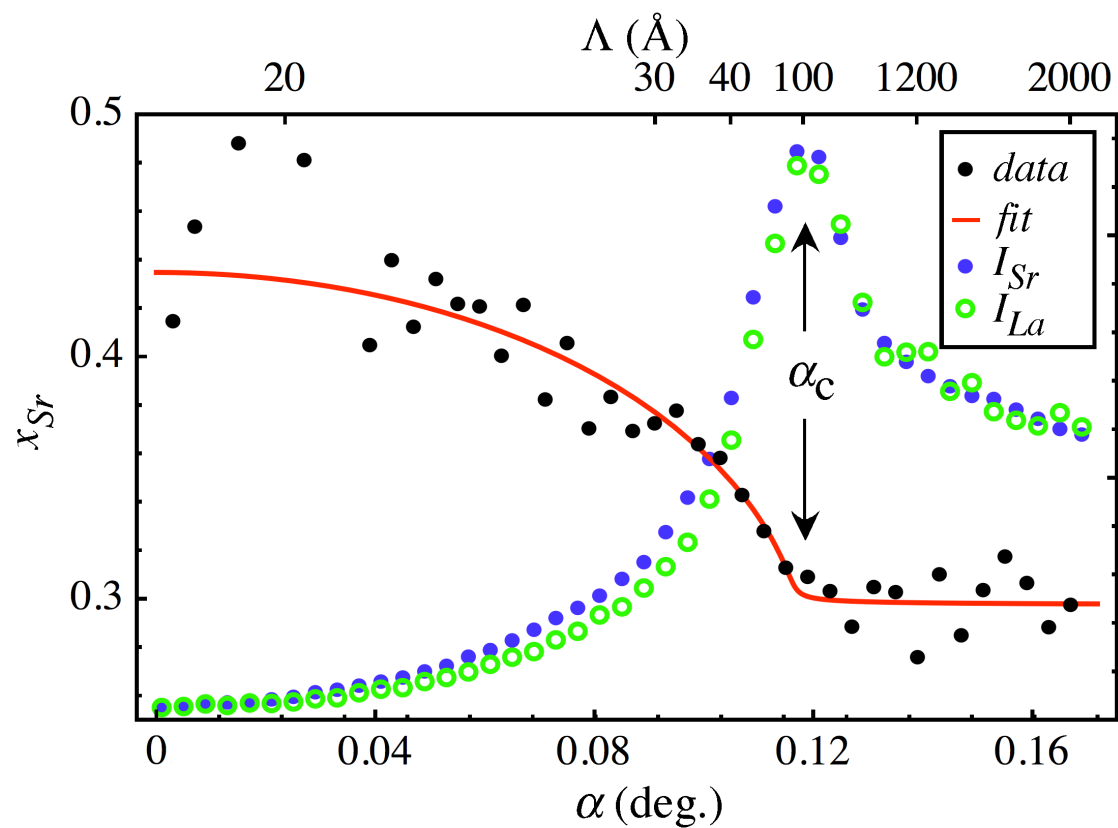 Λ (Å)
20 30 40 100 1200 2000
0.5
0.4
0.3
x_Sr
data
fit
I_Sr
I_La
α_c
0 0.04 0.08 0.12 0.16
α (deg.)